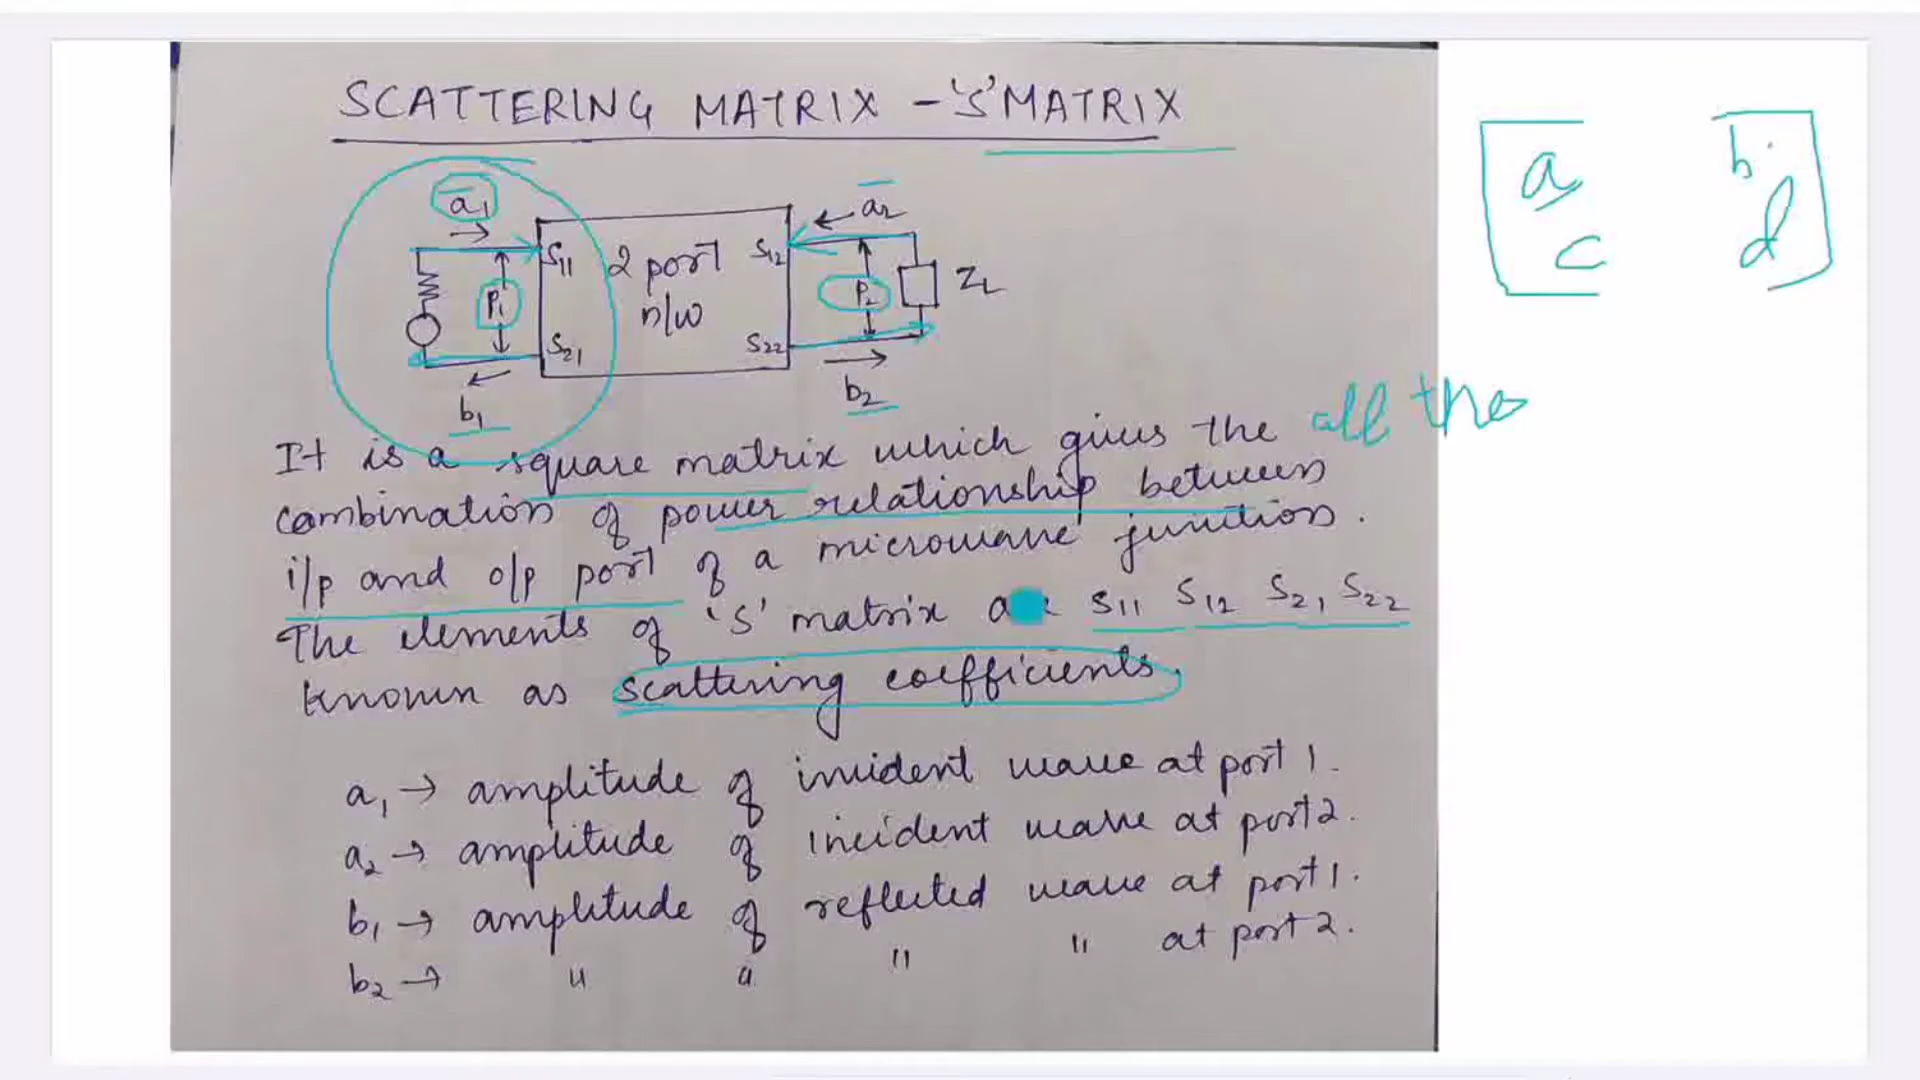 SCATTERING MATRIX - 'S' MATRIX
a1
a2
S11 2 port S12
P1 n/w P2 ZL
S21 S22
b1 b2
It is a square matrix which gives the all the
combination of power relationship between
i/p and o/p port of a microwave junction.
The elements of 'S' matrix S11 S12 S21 S22
known as scattering coefficients.
a1 → amplitude of incident wave at port 1.
a2 → amplitude of incident wave at port 2.
b1 → amplitude of reflected wave at port 1.
b2 → " " " " at port 2.
a b
c d